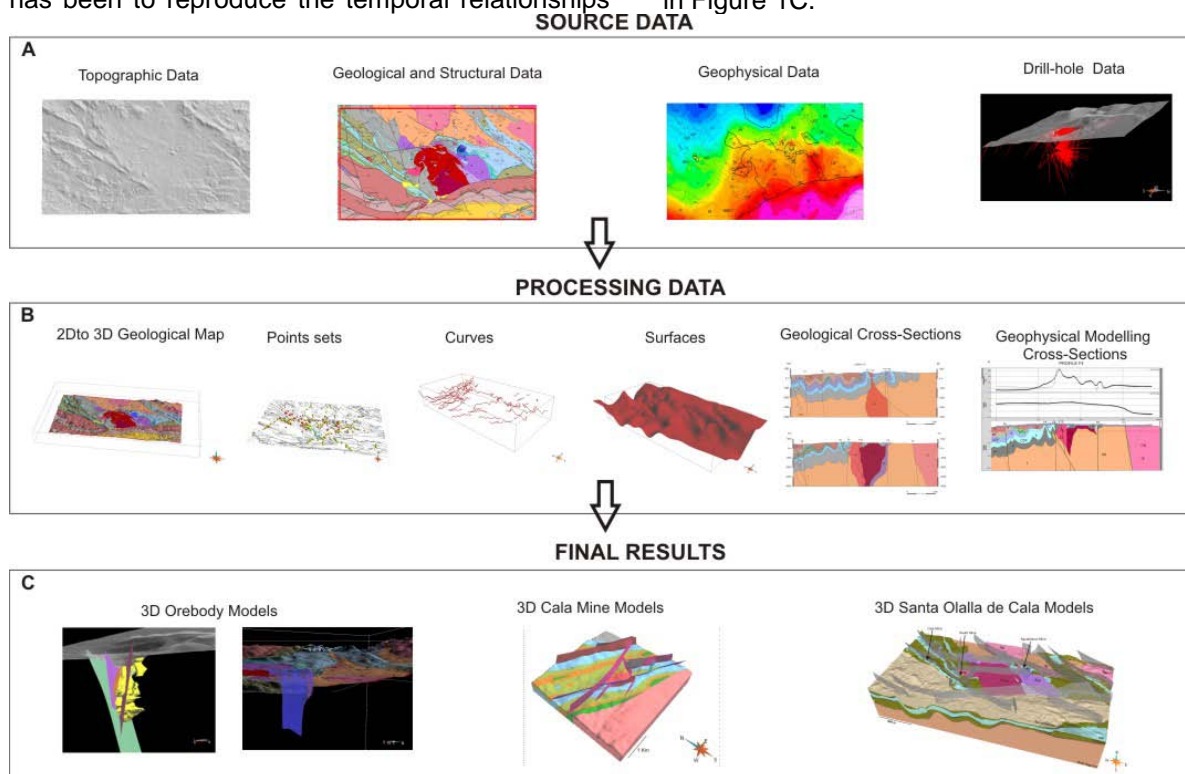 has been to reproduce the temporal relationships
in Figure 1C.
SOURCE DATA
A
Topographic Data
Geological and Structural Data
Geophysical Data
Drill-hole Data
PROCESSING DATA
B
2Dto 3D Geological Map
Points sets
Curves
Surfaces
Geological Cross-Sections
Geophysical Modelling
Cross-Sections
FINAL RESULTS
C
3D Orebody Models
3D Cala Mine Models
3D Santa Olalla de Cala Models
1 Km